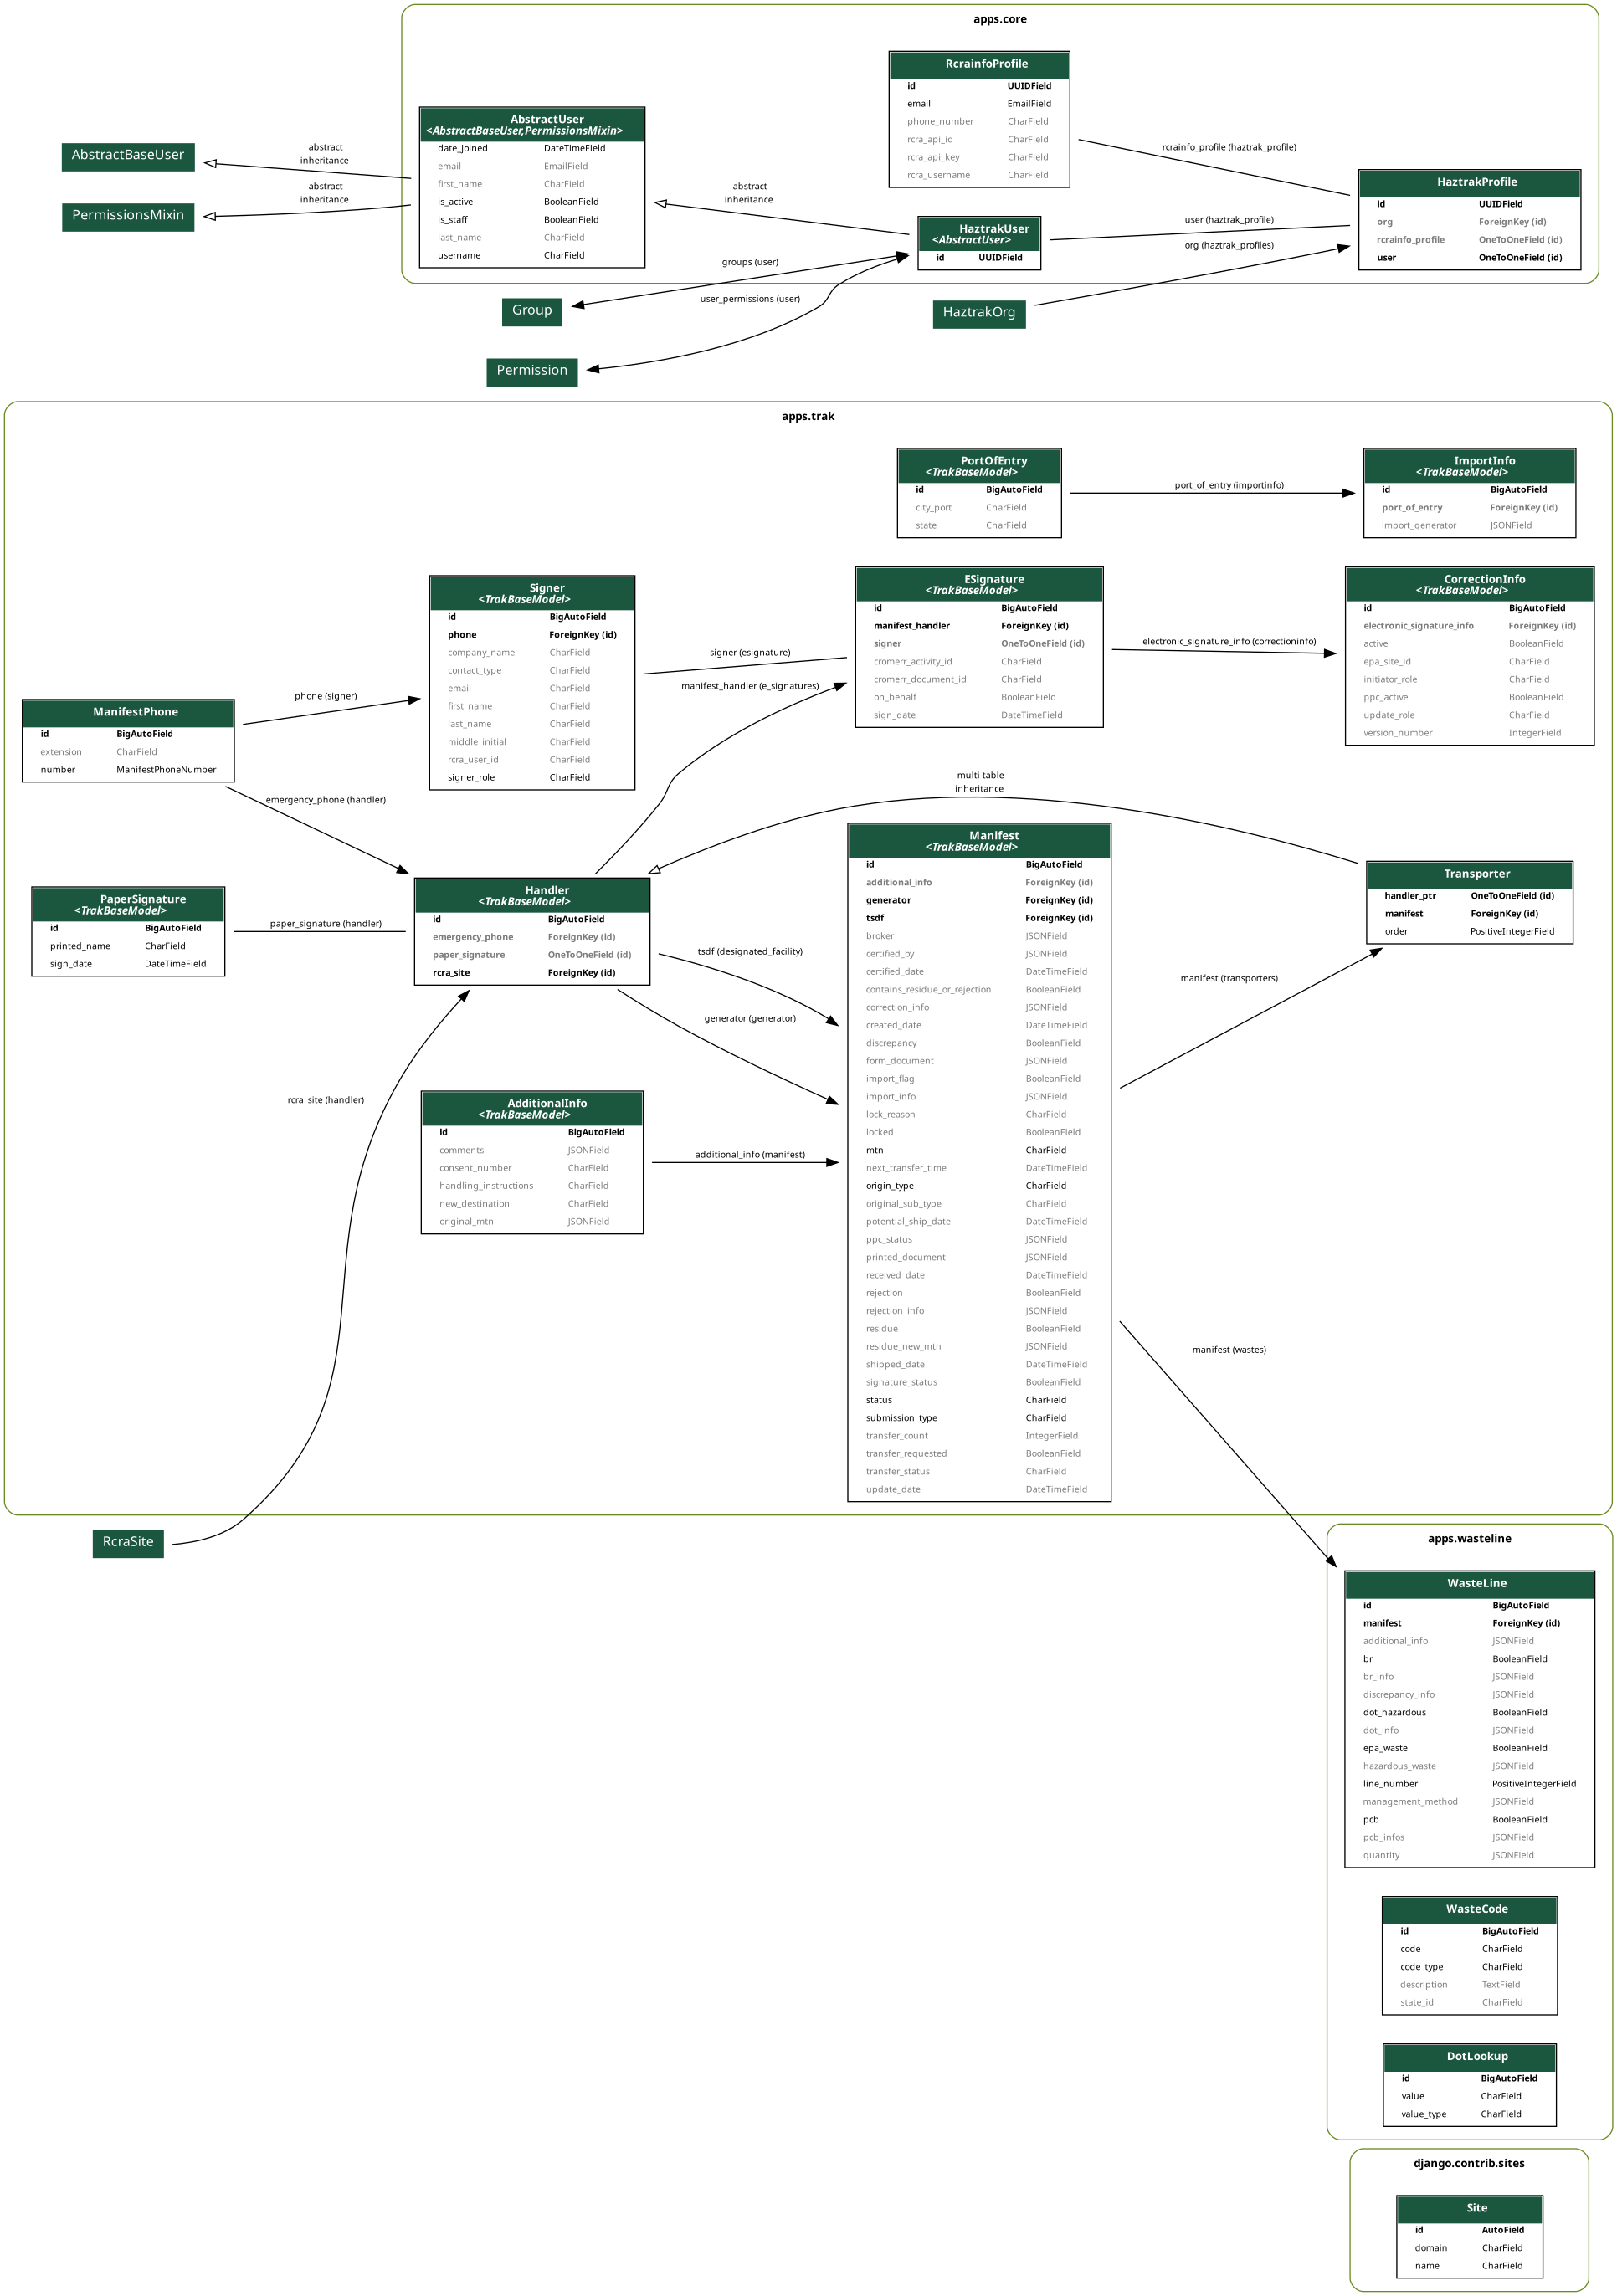 apps.core
RcrainfoProfile
id UUIDField
email EmailField
phone_number CharField
rcra_api_id CharField
rcra_api_key CharField
rcra_username CharField
AbstractUser
<AbstractBaseUser,PermissionsMixin>
date_joined DateTimeField
email EmailField
first_name CharField
is_active BooleanField
is_staff BooleanField
last_name CharField
username CharField
AbstractBaseUser
abstract
inheritance
PermissionsMixin
abstract
inheritance
abstract
inheritance
rcrainfo_profile (haztrak_profile)
HaztrakProfile
id UUIDField
org ForeignKey (id)
rcrainfo_profile OneToOneField (id)
user OneToOneField (id)
HaztrakUser
<AbstractUser>
id UUIDField
user (haztrak_profile)
org (haztrak_profiles)
groups (user)
user_permissions (user)
Group
HaztrakOrg
Permission
apps.trak
PortOfEntry
<TrakBaseModel>
id BigAutoField
city_port CharField
state CharField
port_of_entry (importinfo)
ImportInfo
<TrakBaseModel>
id BigAutoField
port_of_entry ForeignKey (id)
import_generator JSONField
Signer
<TrakBaseModel>
id BigAutoField
phone ForeignKey (id)
company_name CharField
contact_type CharField
email CharField
first_name CharField
last_name CharField
middle_initial CharField
rcra_user_id CharField
signer_role CharField
signer (esignature)
manifest_handler (e_signatures)
ESignature
<TrakBaseModel>
id BigAutoField
manifest_handler ForeignKey (id)
signer OneToOneField (id)
cromerr_activity_id CharField
cromerr_document_id CharField
on_behalf BooleanField
sign_date DateTimeField
electronic_signature_info (correctioninfo)
CorrectionInfo
<TrakBaseModel>
id BigAutoField
electronic_signature_info ForeignKey (id)
active BooleanField
epa_site_id CharField
initiator_role CharField
ppc_active BooleanField
update_role CharField
version_number IntegerField
ManifestPhone
id BigAutoField
extension CharField
number ManifestPhoneNumber
phone (signer)
emergency_phone (handler)
multi-table
inheritance
PaperSignature
<TrakBaseModel>
id BigAutoField
printed_name CharField
sign_date DateTimeField
paper_signature (handler)
Handler
<TrakBaseModel>
id BigAutoField
emergency_phone ForeignKey (id)
paper_signature OneToOneField (id)
rcra_site ForeignKey (id)
tsdf (designated_facility)
generator (generator)
Manifest
<TrakBaseModel>
id BigAutoField
additional_info ForeignKey (id)
generator ForeignKey (id)
tsdf ForeignKey (id)
broker JSONField
certified_by JSONField
certified_date DateTimeField
contains_residue_or_rejection BooleanField
correction_info JSONField
created_date DateTimeField
discrepancy BooleanField
form_document JSONField
import_flag BooleanField
import_info JSONField
lock_reason CharField
locked BooleanField
mtn CharField
next_transfer_time DateTimeField
origin_type CharField
original_sub_type CharField
potential_ship_date DateTimeField
ppc_status JSONField
printed_document JSONField
received_date DateTimeField
rejection BooleanField
rejection_info JSONField
residue BooleanField
residue_new_mtn JSONField
shipped_date DateTimeField
signature_status BooleanField
status CharField
submission_type CharField
transfer_count IntegerField
transfer_requested BooleanField
transfer_status CharField
update_date DateTimeField
Transporter
handler_ptr OneToOneField (id)
manifest ForeignKey (id)
order PositiveIntegerField
manifest (transporters)
rcra_site (handler)
AdditionalInfo
<TrakBaseModel>
id BigAutoField
comments JSONField
consent_number CharField
handling_instructions CharField
new_destination CharField
original_mtn JSONField
additional_info (manifest)
manifest (wastes)
RcraSite
apps.wasteline
WasteLine
id BigAutoField
manifest ForeignKey (id)
additional_info JSONField
br BooleanField
br_info JSONField
discrepancy_info JSONField
dot_hazardous BooleanField
dot_info JSONField
epa_waste BooleanField
hazardous_waste JSONField
line_number PositiveIntegerField
management_method JSONField
pcb BooleanField
pcb_infos JSONField
quantity JSONField
WasteCode
id BigAutoField
code CharField
code_type CharField
description TextField
state_id CharField
DotLookup
id BigAutoField
value CharField
value_type CharField
django.contrib.sites
Site
id AutoField
domain CharField
name CharField